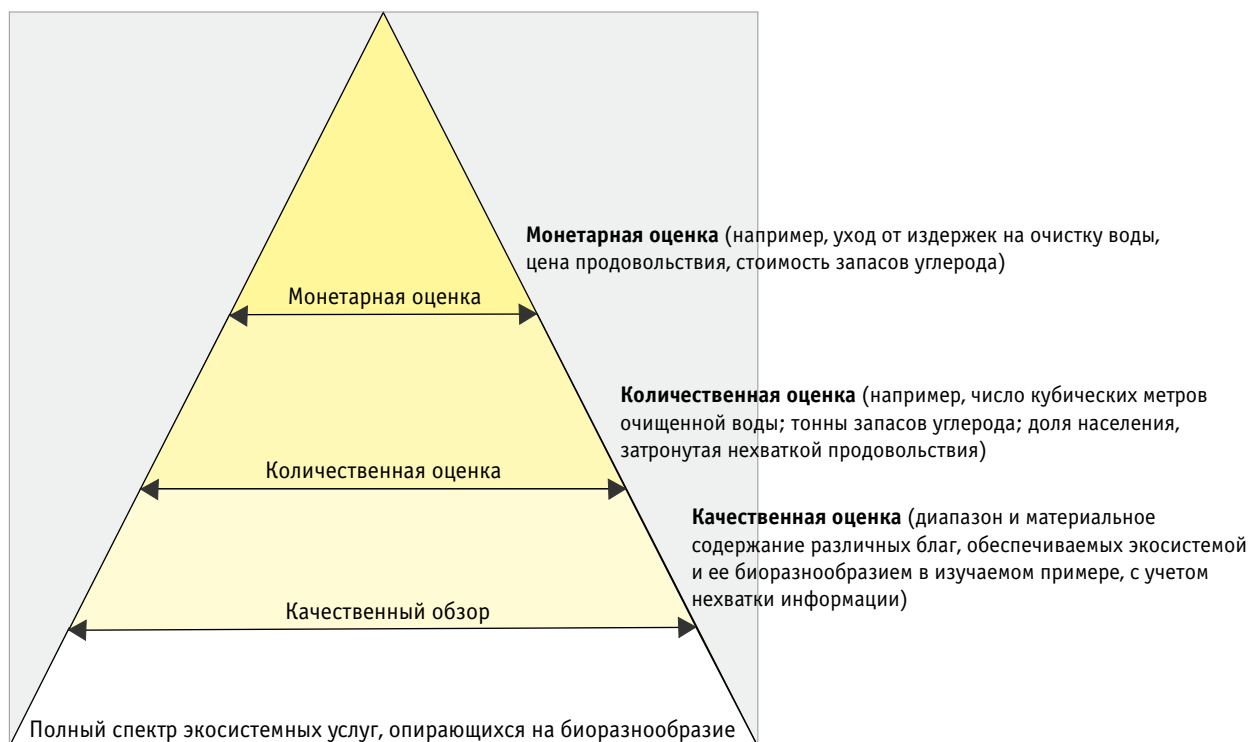 Монетарная оценка (например, уход от издержек на очистку воды,
цена продовольствия, стоимость запасов углерода)
Монетарная оценка
Количественная оценка (например, число кубических метров
очищенной воды; тонны запасов углерода; доля населения,
затронутая нехваткой продовольствия)
Количественная оценка
Качественная оценка (диапазон и материальное
содержание различных благ, обеспечиваемых экосистемой
и ее биоразнообразием в изучаемом примере, с учетом
нехватки информации)
Качественный обзор
Полный спектр экосистемных услуг, опирающихся на биоразнообразие